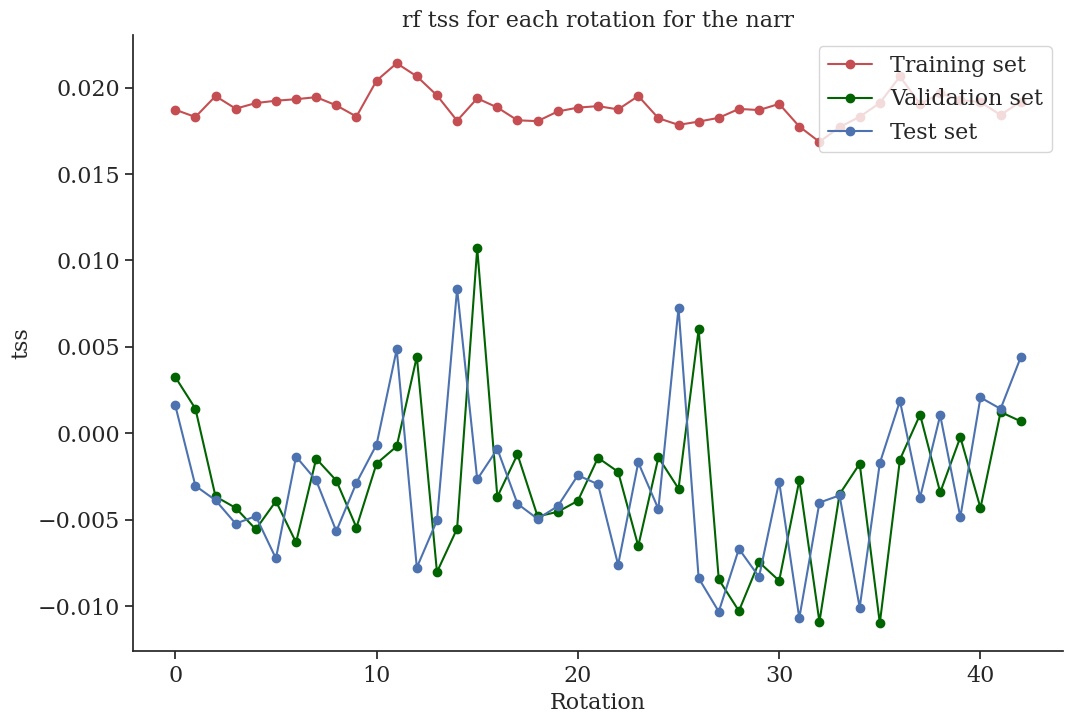 rf tss for each rotation for the narr
Training set
Validation set
Test set
tss
0.020
0.015
0.010
0.005
0.000
−0.005
−0.010
0 10 20 30 40
Rotation